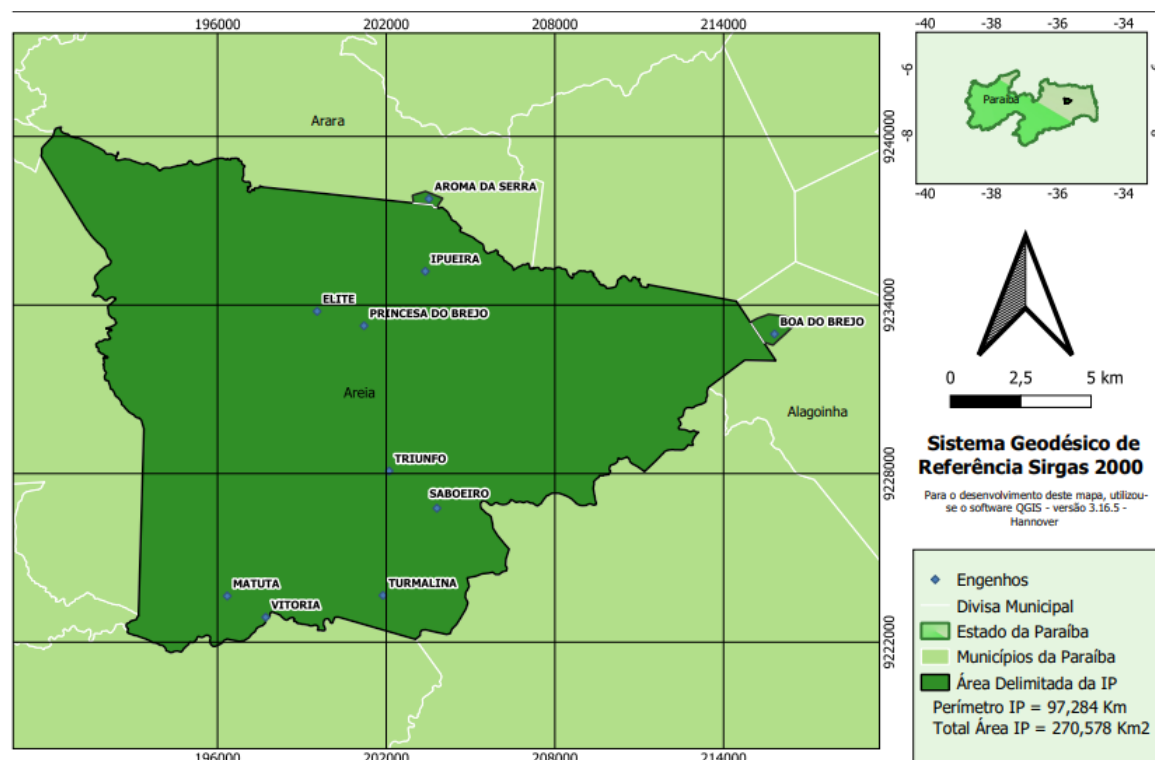 196000
202000
208000
214000
Arara
AROMA DA SERRA
IPUEIRA
ELITE
PRINCESA DO BREJO
BOA DO BREJO
Areia
Alagoinha
TRIUNFO
SABOEIRO
MATUTA
VITORIA
TURMALINA
9240000
9234000
9228000
9222000
196000
202000
208000
214000
-40
-38
-36
-34
-6
-8
Paraíba
6
8
-40
-38
-36
-34
0
2,5
5 km
Sistema Geodésico de
Referência Sirgas 2000
Para o desenvolvimento deste mapa, utilizou-
se o software QGIS - versão 3.16.5 -
Hannover
Engenhos
Divisa Municipal
Estado da Paraíba
Municípios da Paraíba
Área Delimitada da IP
Perímetro IP = 97,284 Km
Total Área IP = 270,578 Km2